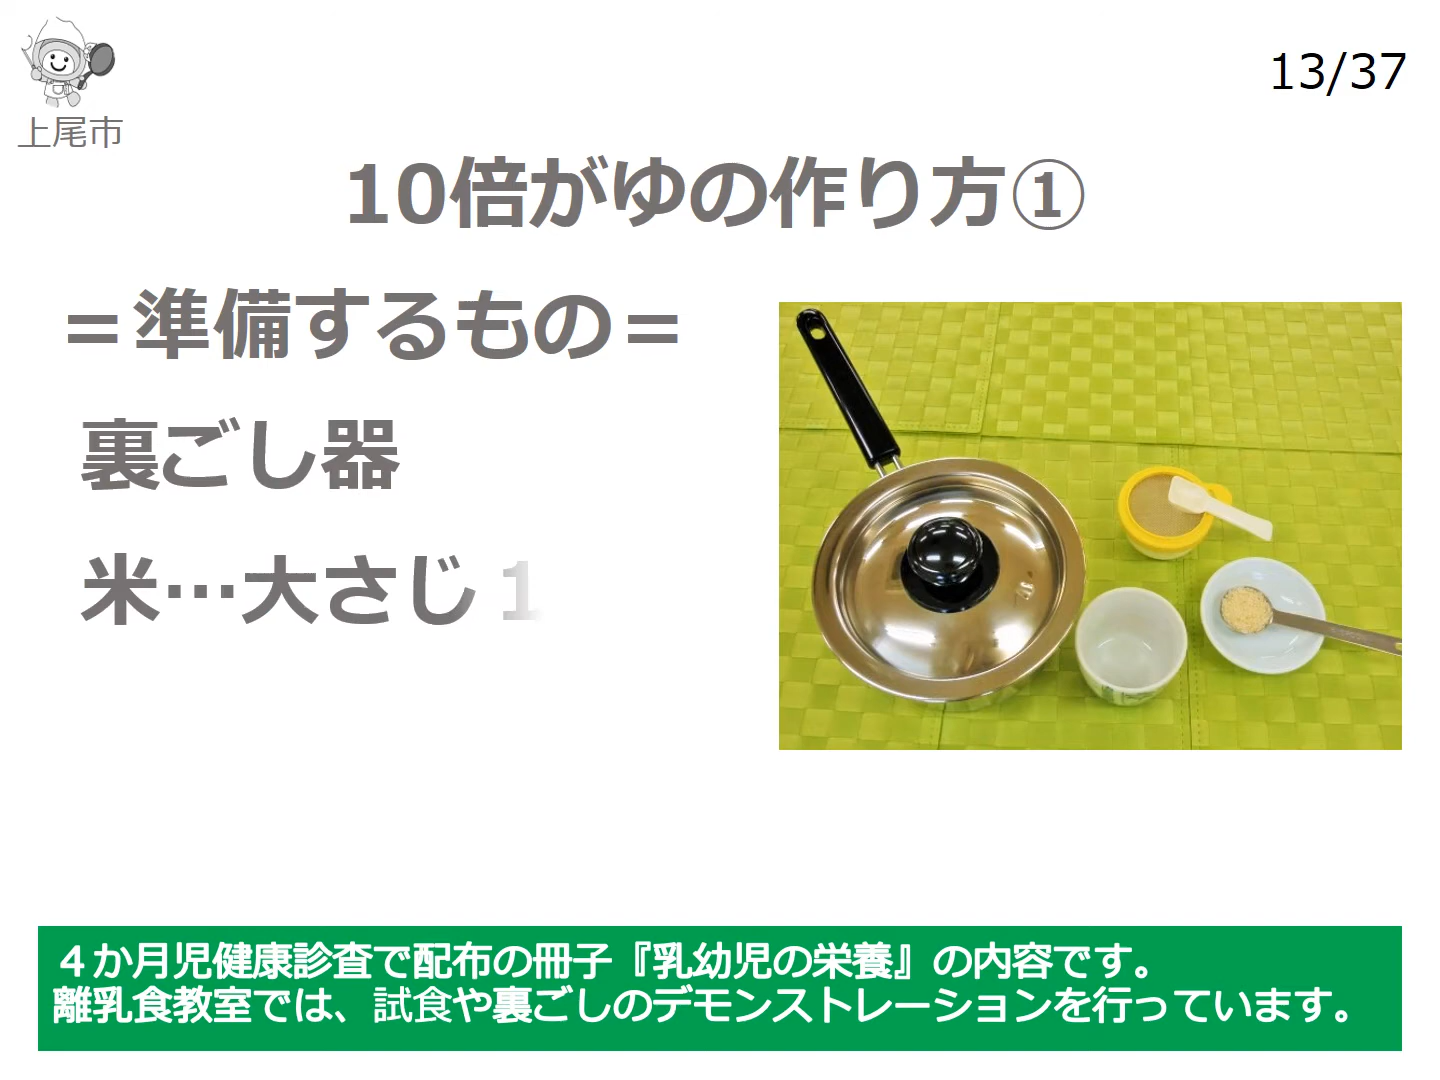 上尾市
13/37
10倍がゆの作り方①
＝準備するもの＝
裏ごし器
米…大さじ１
４か月児健康診査で配布の冊子『乳幼児の栄養』の内容です。
離乳食教室では、試食や裏ごしのデモンストレーションを行っています。